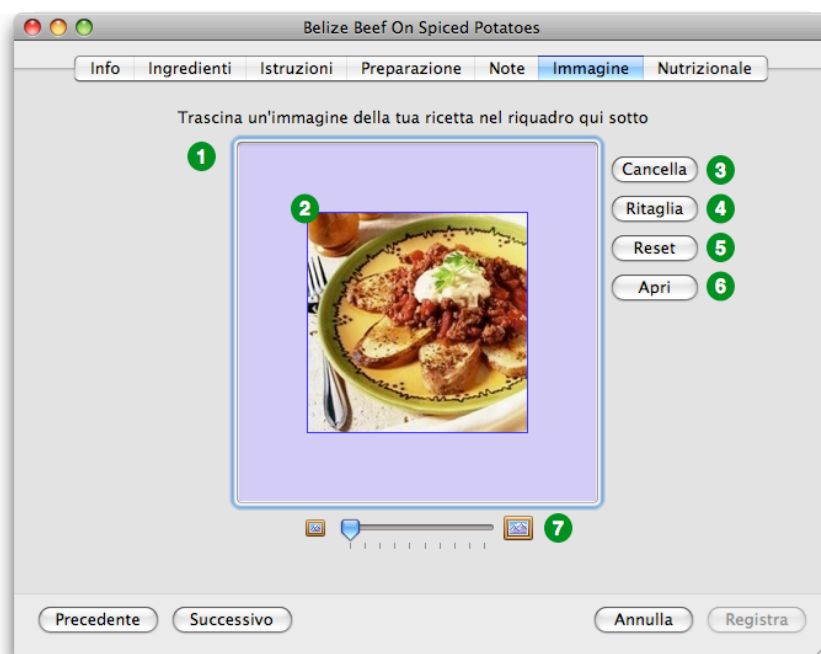 Belize Beef On Spiced Potatoes
Info Ingredienti Istruzioni Preparazione Note Immagine Nutrizionale
Trascina un'immagine della tua ricetta nel riquadro qui sotto
1
Cancella 3
2 Ritaglia 4
Reset 5
Apri 6
7
Precedente Successivo Annulla Registra